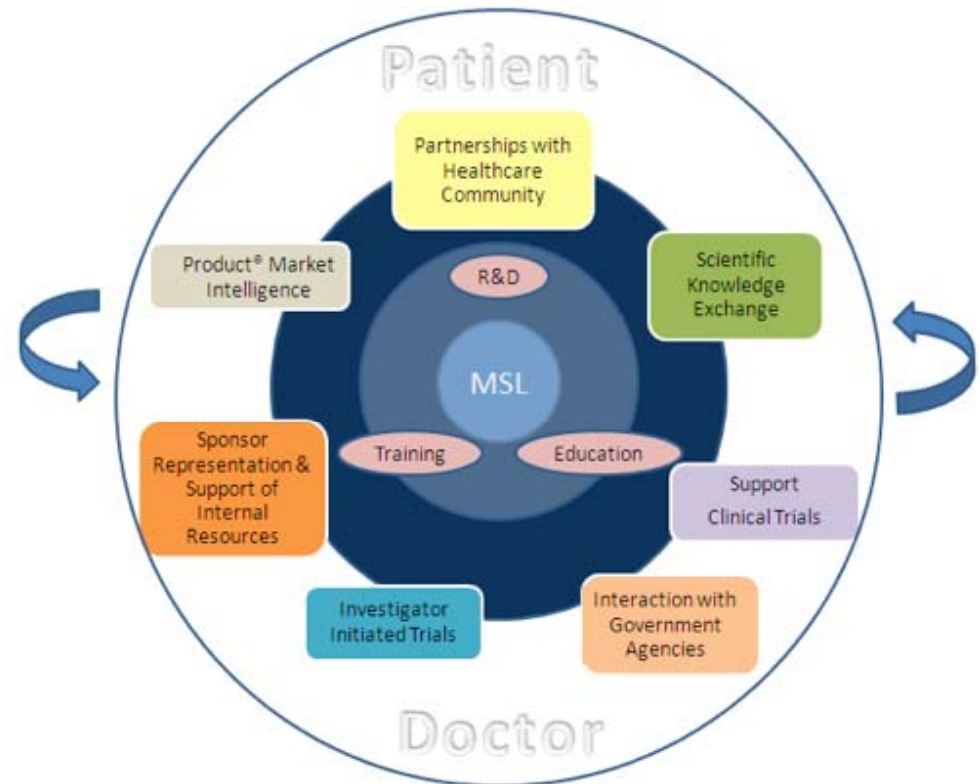 Patient
Partnerships with
Healthcare
Community
Product® Market
Intelligence
R&D
Scientific
Knowledge
Exchange
MSL
Sponsor
Representation &
Support of
Internal
Resources
Training
Education
Support
Clinical Trials
Investigator
Initiated Trials
Interaction with
Government
Agencies
Doctor